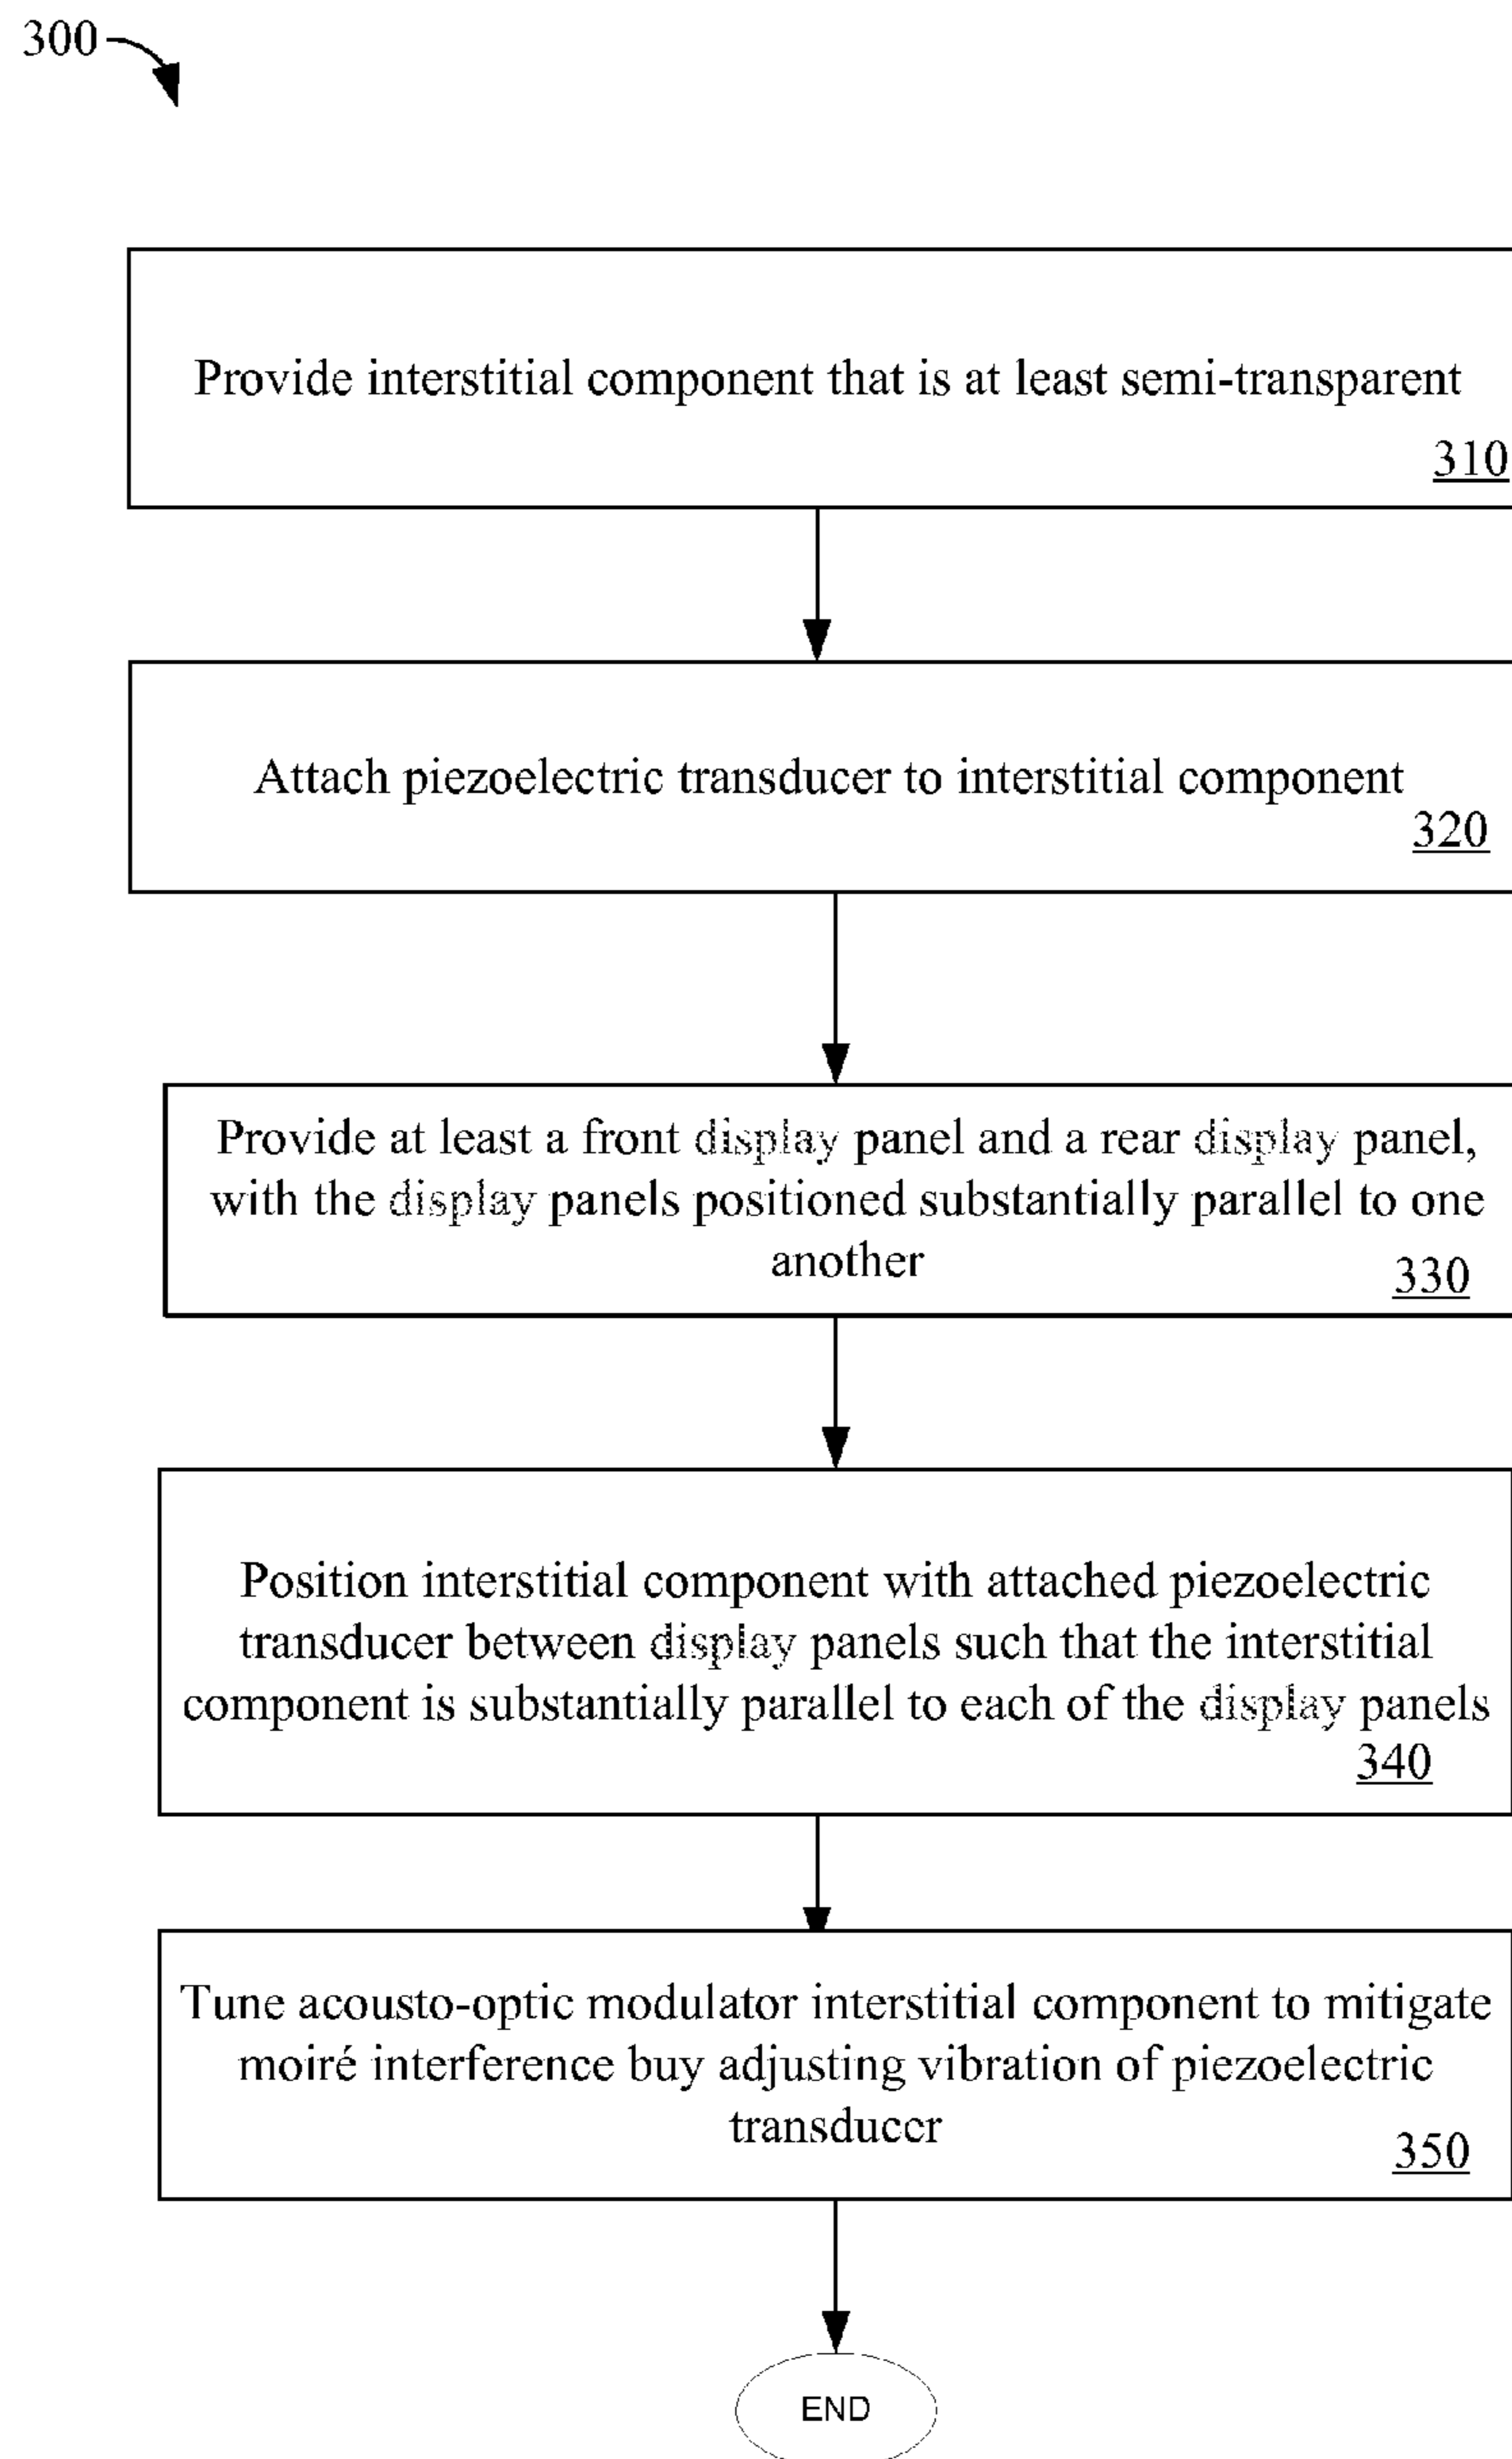 300
Provide interstitial component that is at least semi-transparent
310
Attach piezoelectric transducer to interstitial component
320
Provide at least a front display panel and a rear display panel,
with the display panels positioned substantially parallel to one
another
330
Position interstitial component with attached piezoelectric
transducer between display panels such that the interstitial
component is substantially parallel to each of the display panels
340
Tune acousto-optic modulator interstitial component to mitigate
moiré interference buy adjusting vibration of piezoelectric
transducer
350
END